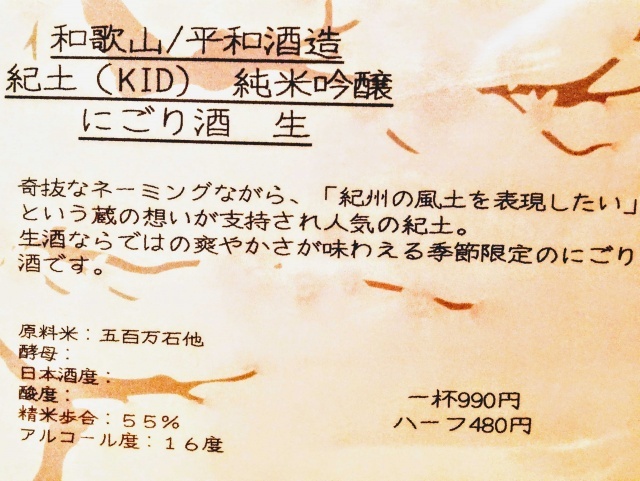 和歌山/平和酒造
紀土（KID）　純米吟醸
にごり酒　生
奇抜なネーミングながら、「紀州の風土を表現したい」
という蔵の想いが支持され人気の紀土。
生酒ならではの爽やかさが味わえる季節限定のにごり
酒です。
原料米：五百万石他
酵母：
日本酒度：
酸度：
精米歩合：５５％
アルコール度：１６度
一杯990円
ハーフ480円